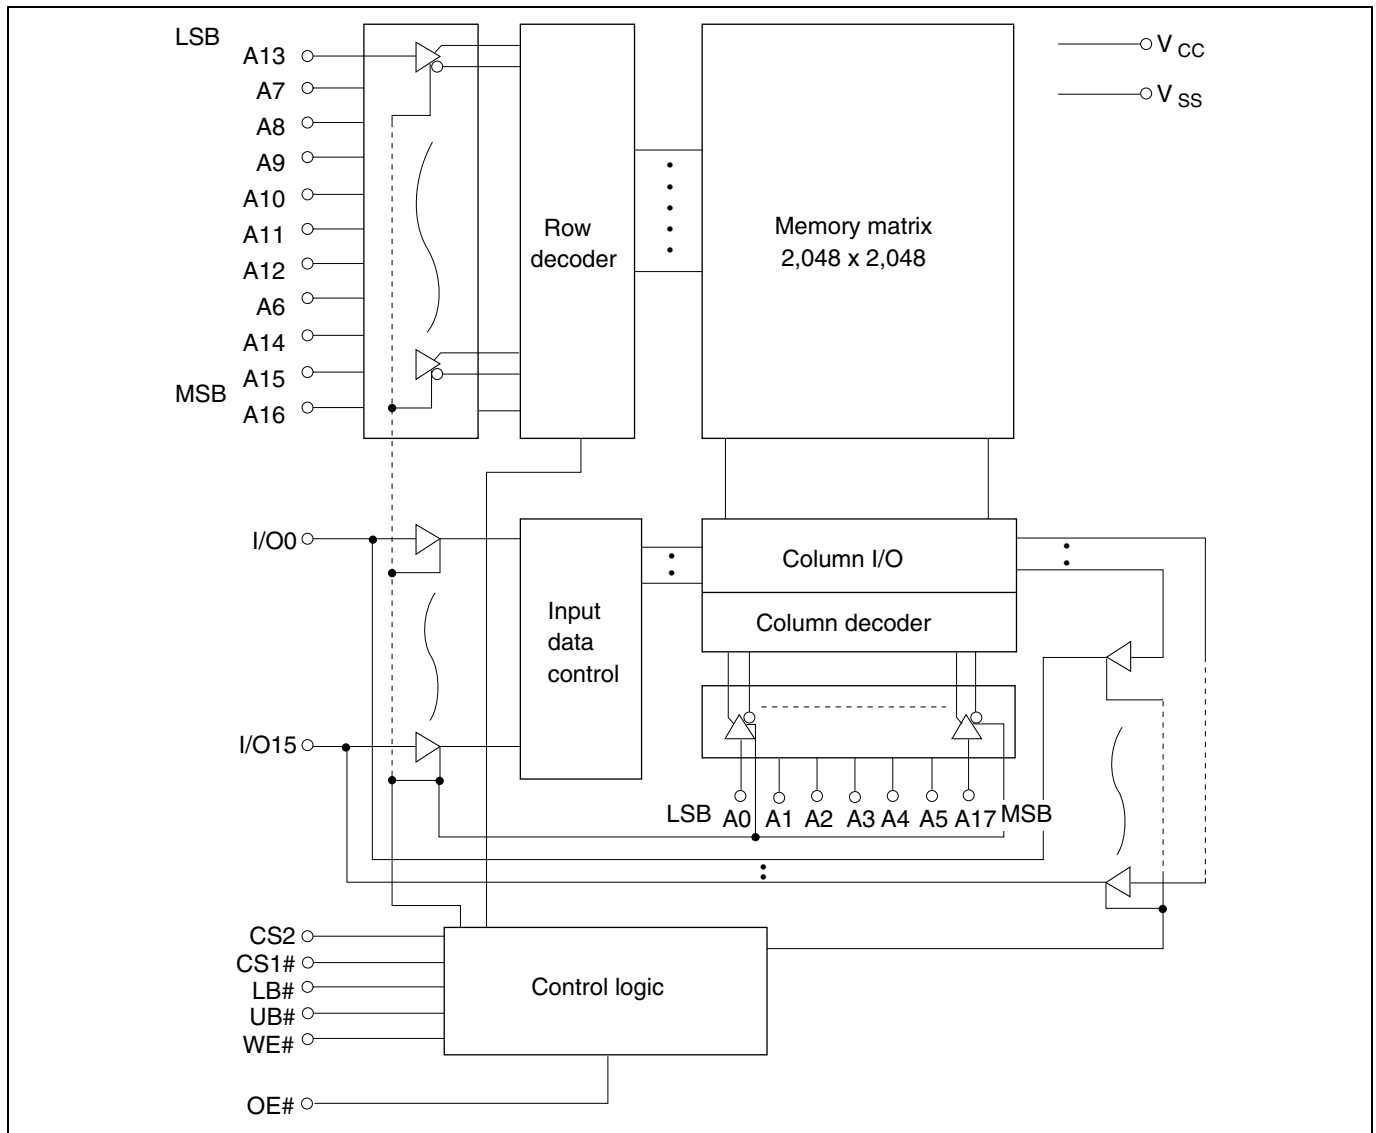 LSB
A13
A7
A8
A9
A10
A11
A12
A6
A14
A15
MSB
A16
Row
decoder
Memory matrix
2,048 x 2,048
V CC
V SS
I/O0
I/O15
Input
data
control
Column I/O
Column decoder
LSB A0 A1 A2 A3 A4 A5 A17 MSB
CS2
CS1#
LB#
UB#
WE#
OE#
Control logic